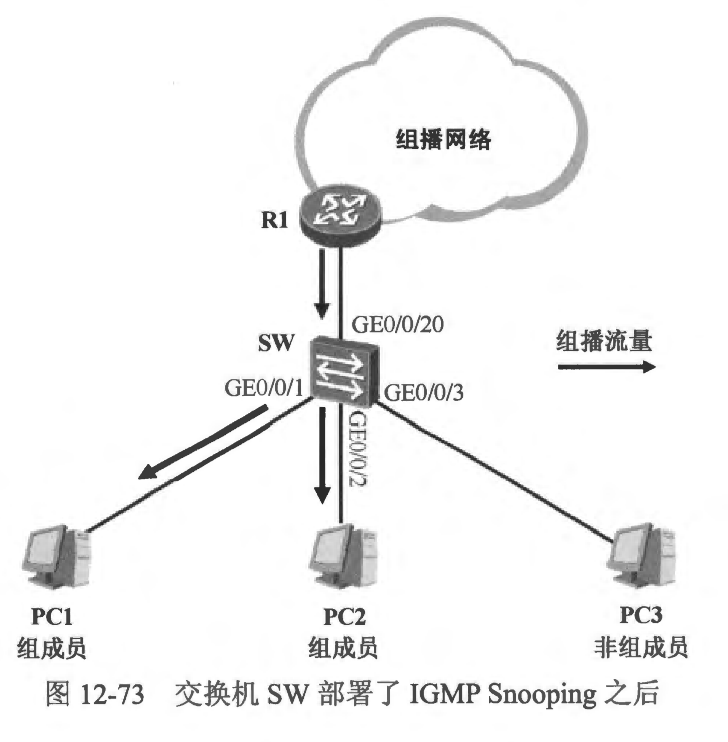 组播网络
R1
GE0/0/20
SW
组播流量
GE0/0/1
GE0/0/3
GE0/0/2
PC1
组成员
PC2
组成员
PC3
非组成员
图 12-73 交换机 SW 部署了 IGMP Snooping 之后